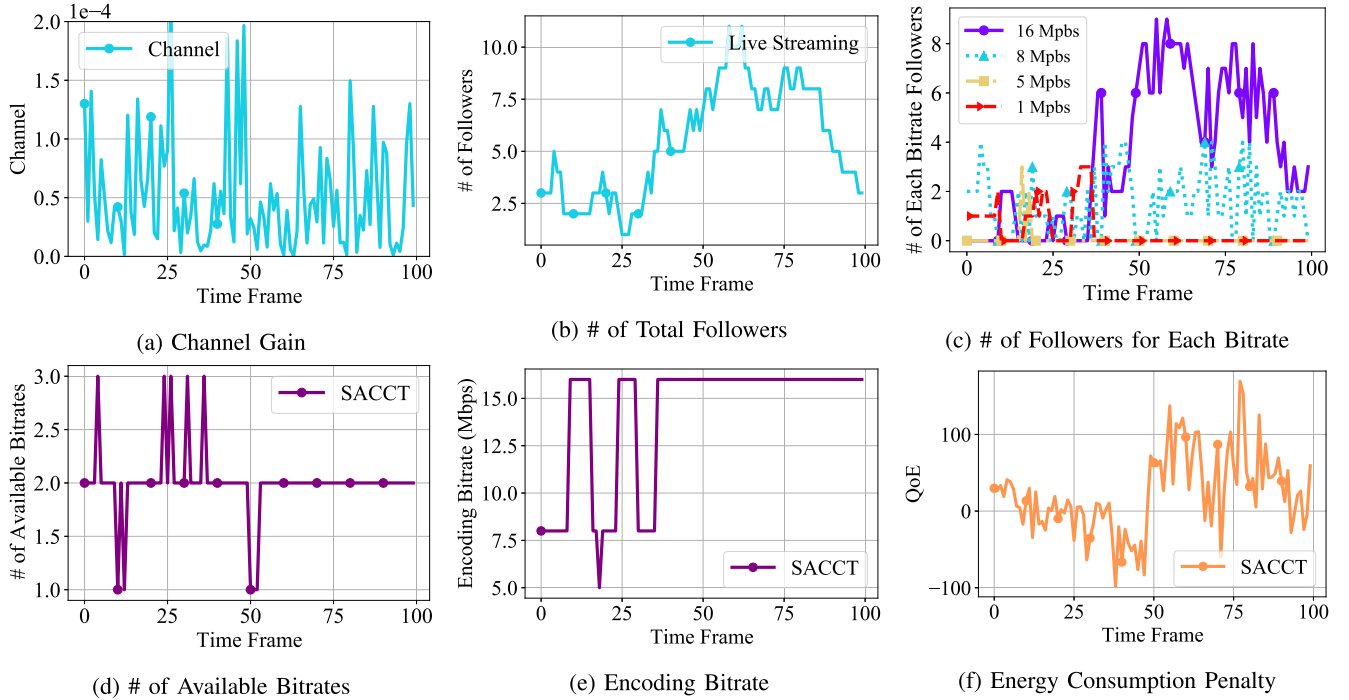 1e−4
2.0
1.5
1.0
0.5
0.0
Channel
Channel
0
25
50
75
100
Time Frame
(a) Channel Gain
10.0
7.5
5.0
2.5
# of Followers
Live Streaming
0
25
50
75
100
Time Frame
(b) # of Total Followers
8
6
4
2
0
# of Each Bitrate Followers
16 Mpbs
8 Mpbs
5 Mpbs
1 Mpbs
0
25
50
75
100
Time Frame
(c) # of Followers for Each Bitrate
3.0
2.5
2.0
1.5
1.0
# of Available Bitrates
SACCT
0
25
50
75
100
Time Frame
(d) # of Available Bitrates
15.0
12.5
10.0
7.5
5.0
Encoding Bitrate (Mbps)
SACCT
0
25
50
75
100
Time Frame
(e) Encoding Bitrate
100
0
−100
QoE
SACCT
0
25
50
75
100
Time Frame
(f) Energy Consumption Penalty